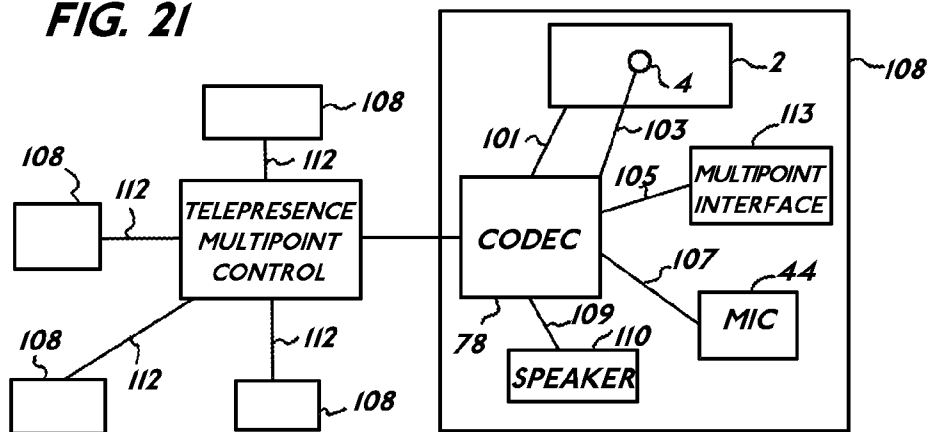 FIG. 21
108
108
112
112
TELEPRESENCE
MULTIPOINT
CONTROL
108
112
112
108
2
4
108
101
103
113
105
MULTIPOINT
INTERFACE
CODEC
107
44
MIC
109
78
110
SPEAKER